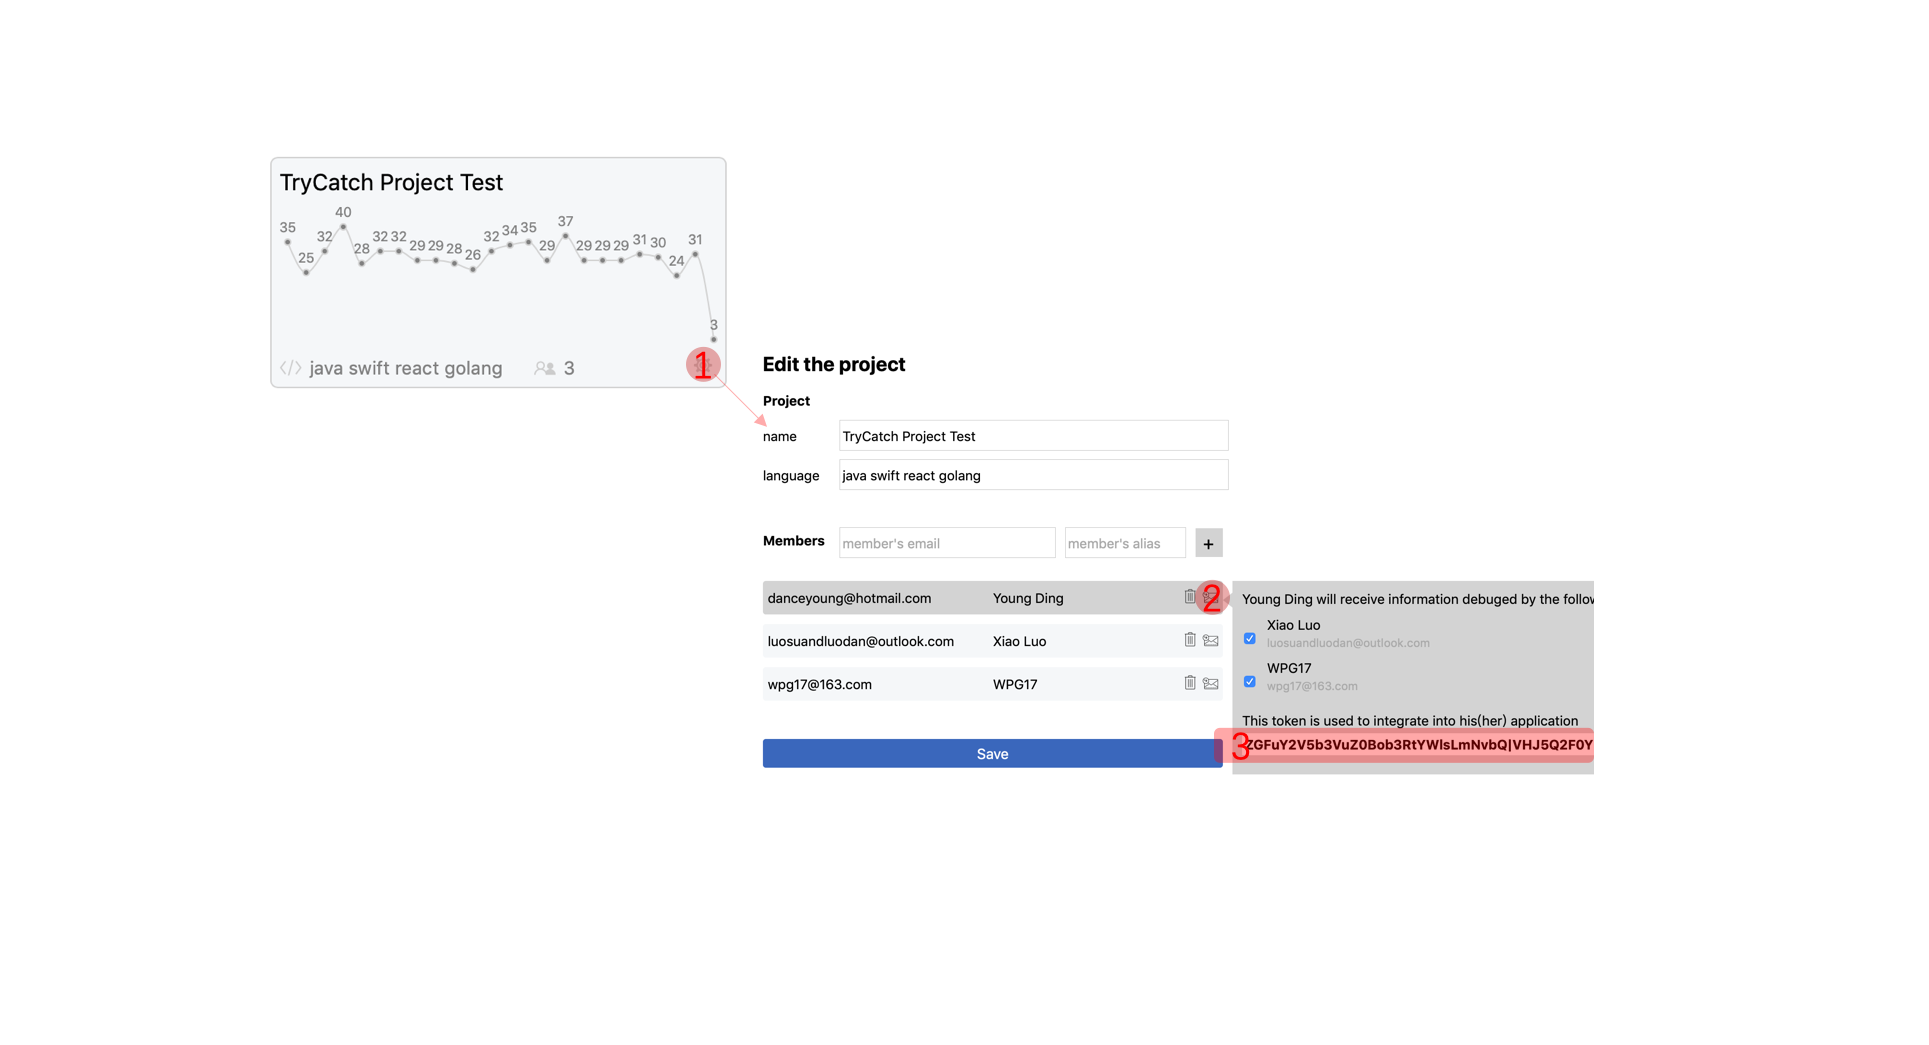 TryCatch Project Test
35 25 32 40 28 32 32 29 29 28 26 32 34 35 29 37 29 29 29 31 30 24 31 3
</> java swift react golang 3
1
Edit the project
Project
name TryCatch Project Test
language java swift react golang
Members member's email member's alias +
danceyoung@hotmail.com Young Ding 2
luosuandluodan@outlook.com Xiao Luo
wpg17@163.com WPG17
Save
Young Ding will receive information debuged by the follow
Xiao Luo
luosuandluodan@outlook.com
WPG17
wpg17@163.com
This token is used to integrate into his(her) application
3 ZGFuY2V5b3VuZ0Bob3RtYWlsLmNvbQ|VHJ5Q2F0Y